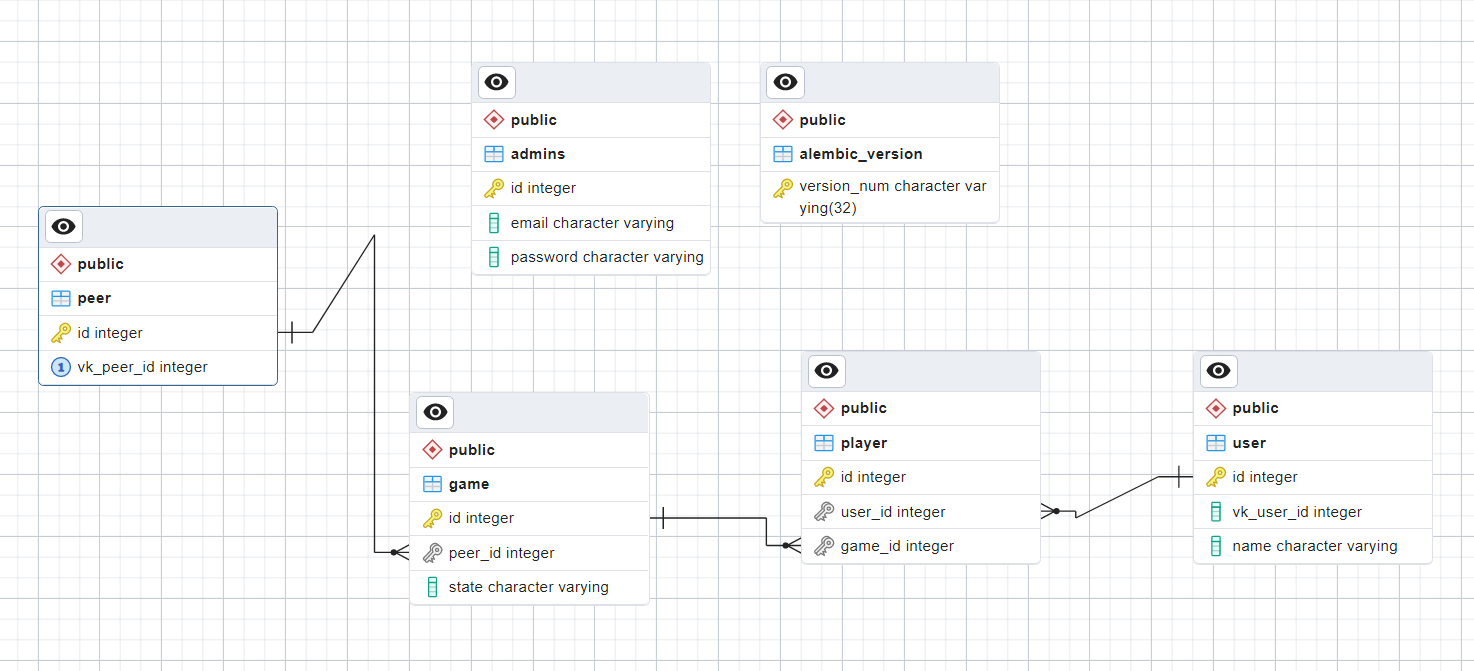 public
admins
id integer
email character varying
password character varying
public
alembic_version
version_num character var
ying(32)
public
peer
id integer
1 vk_peer_id integer
public
game
id integer
peer_id integer
state character varying
public
player
id integer
user_id integer
game_id integer
public
user
id integer
vk_user_id integer
name character varying